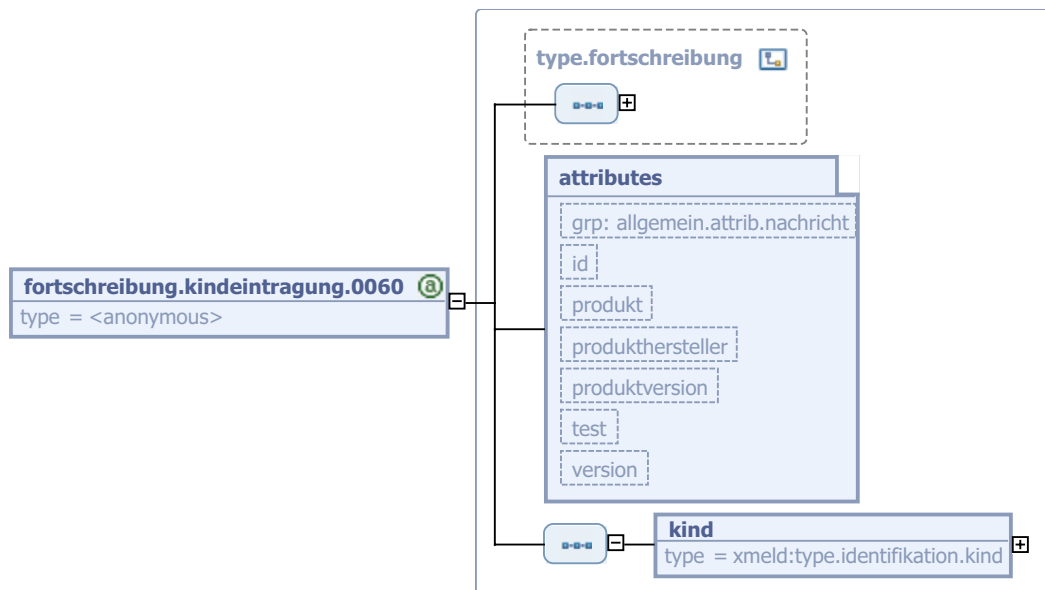 type.fortschreibung
attributes
grp: allgemein.attrib.nachricht
id
produkt
produkthersteller
produktversion
test
version
fortschreibung.kindeintragung.0060 @
type = <anonymous>
kind
type = xmeld:type.identifikation.kind